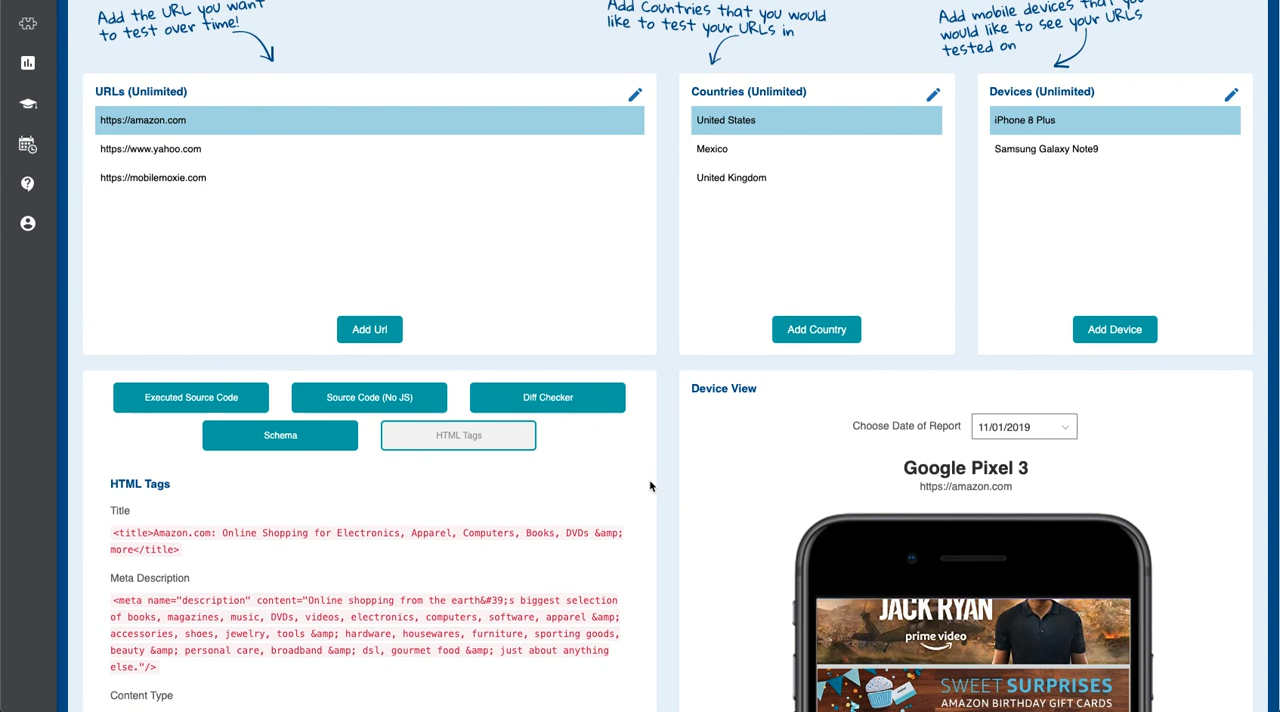 Add the URL you want
to test over time!
Add Countries that you would
like to test your URLs in
Add mobile devices that you
would like to see your URLs
tested on
URLs (Unlimited)
https://amazon.com
https://www.yahoo.com
https://mobilemoxie.com
Add Url
Countries (Unlimited)
United States
Mexico
United Kingdom
Add Country
Devices (Unlimited)
iPhone 8 Plus
Samsung Galaxy Note9
Add Device
Executed Source Code
Source Code (No JS)
Diff Checker
Schema
HTML Tags
HTML Tags
Title
<title>Amazon.com: Online Shopping for Electronics, Apparel, Computers, Books, DVDs &amp;
more</title>
Meta Description
<meta name="description" content="Online shopping from the earth&#39;s biggest selection
of books, magazines, music, DVDs, videos, electronics, computers, software, apparel &amp;
accessories, shoes, jewelry, tools &amp; hardware, housewares, furniture, sporting goods,
beauty &amp; personal care, broadband &amp; dsl, gourmet food &amp; just about anything
else."/>
Content Type
Device View
Choose Date of Report
11/01/2019
Google Pixel 3
https://amazon.com
JACK RYAN
prime video
SWEET SURPRISES
AMAZON BIRTHDAY GIFT CARDS